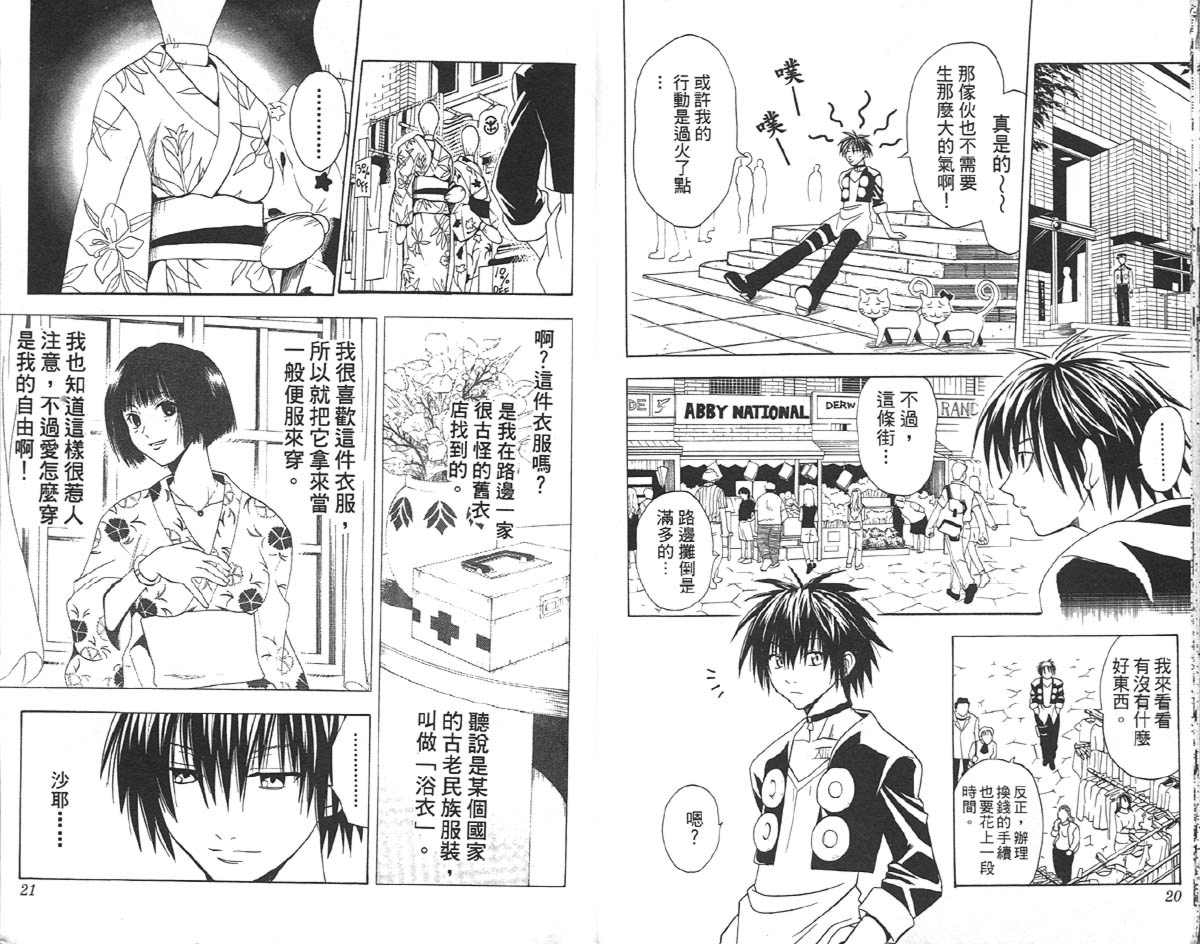 真是的～～
那傢伙也不需要
生那麼大的氣啊！
噗—
噗—
或許我的
行動是過火了點
…
………
不過，
這條街…
DE
ABBY NATIONAL
DERW
RAND
路邊攤倒是
滿多的…
我來看看
有沒有什麼
好東西。
反正，辦理
換錢的手續
也要花上一段
時間。
嗯？
20
30%
OFF
10%
OFF
………
啊？這件衣服嗎？
是我在路邊一家
很古怪的舊衣
店找到的。
聽說是某個國家
的古老民族服裝，
叫做「浴衣」。
我很喜歡這件衣服，
所以就把它拿來當
一般便服來穿。
我也知道這樣很惹人
注意，不過愛怎麼穿
是我的自由啊！
………
沙耶……
21